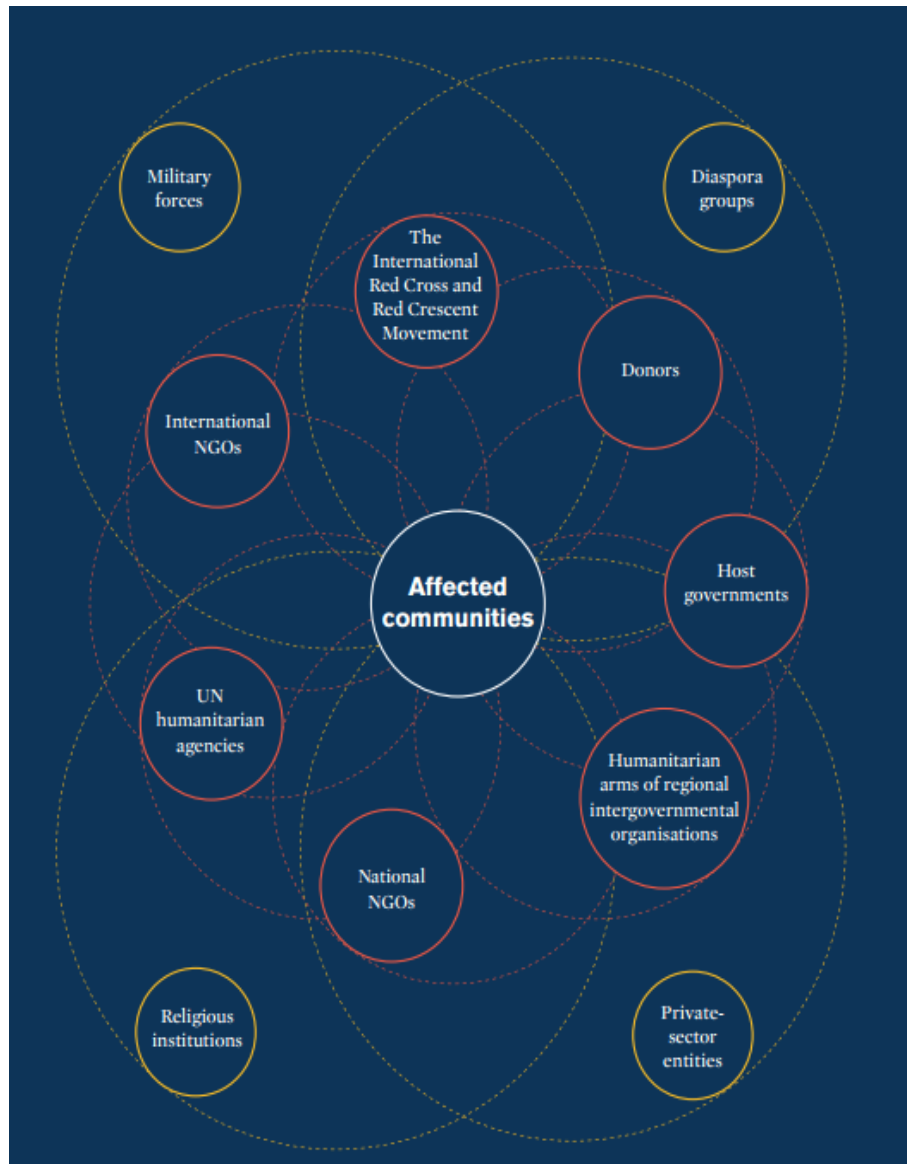 Military
forces
Diaspora
groups
The
International
Red Cross and
Red Crescent
Movement
Donors
International
NGOs
Affected
communities
Host
governments
UN
humanitarian
agencies
Humanitarian
arms of regional
intergovernmental
organisations
National
NGOs
Religious
institutions
Private-
sector
entities